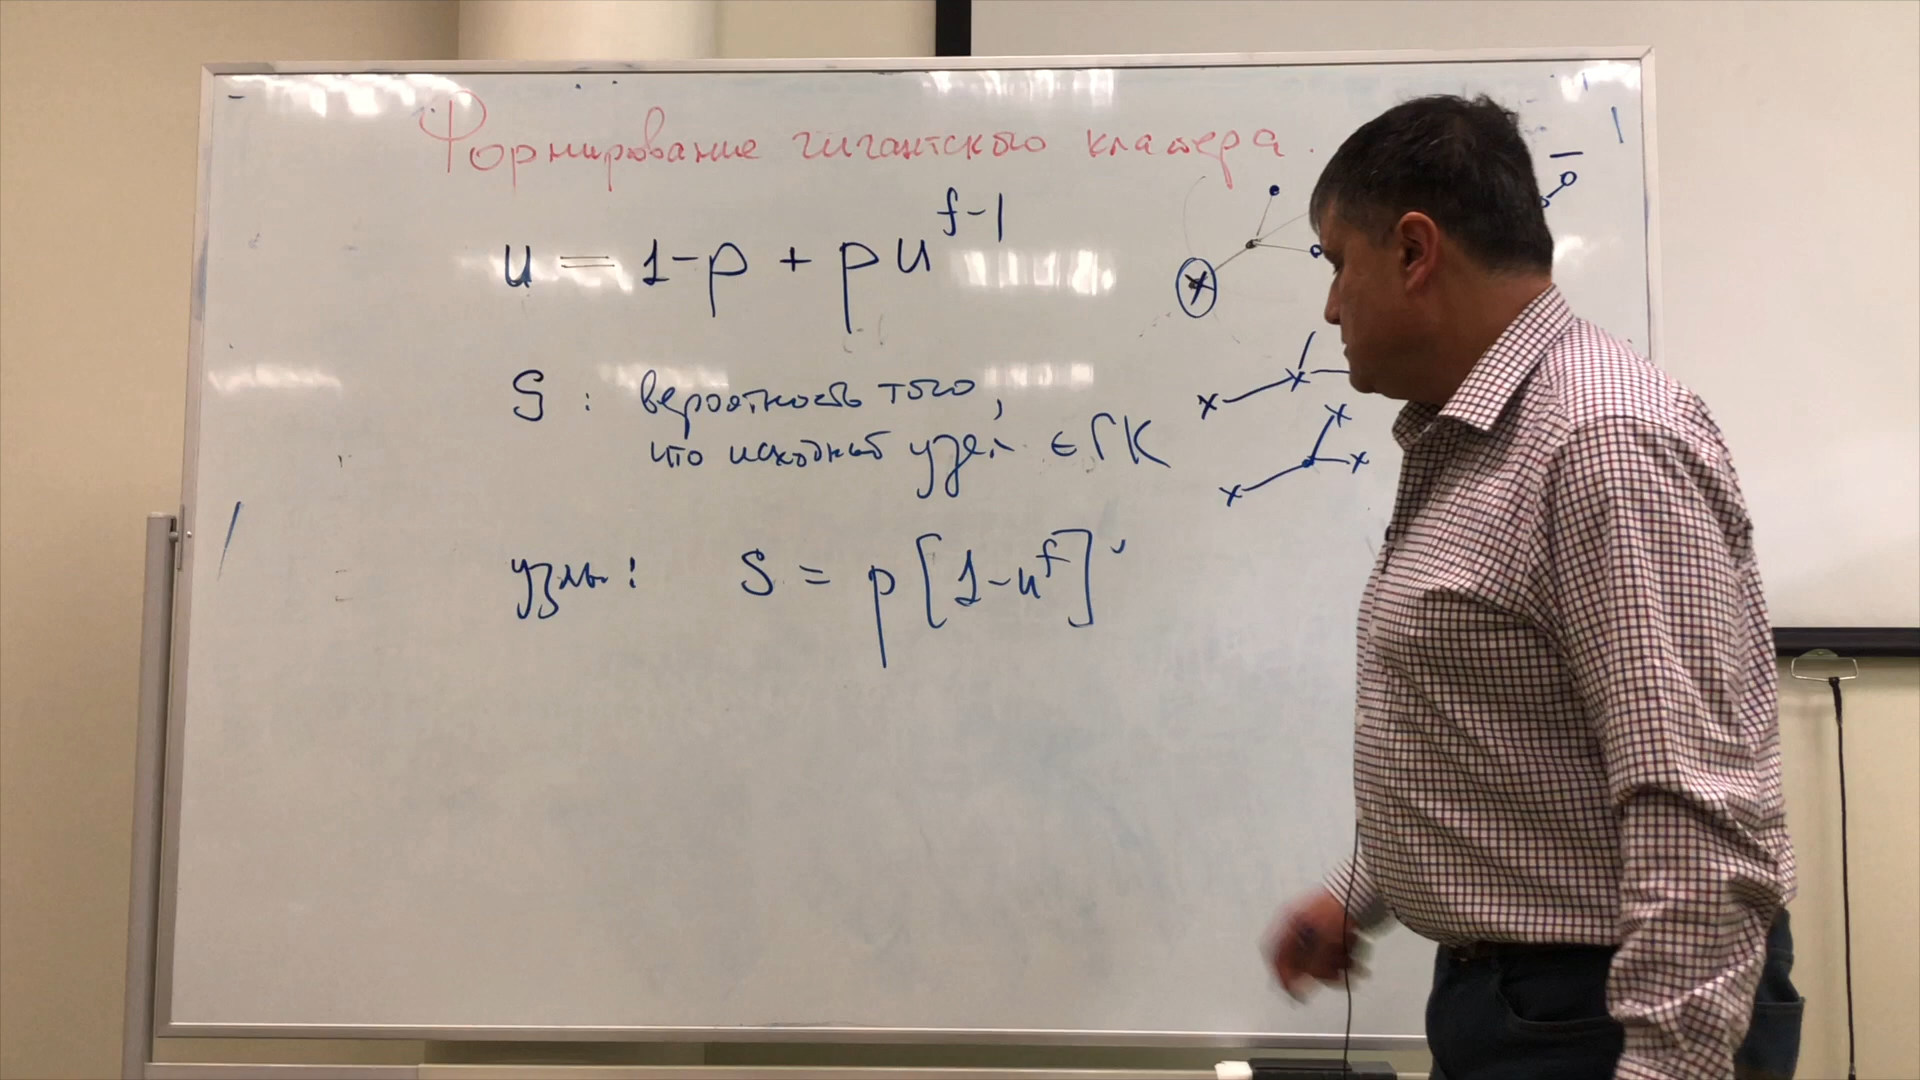 Формирование гигантского кластера.
u = 1-p + pu^{f-1}
S : вероятность того,
что исходный узел ∈ ГК
узлы: S = p[1-u^f]